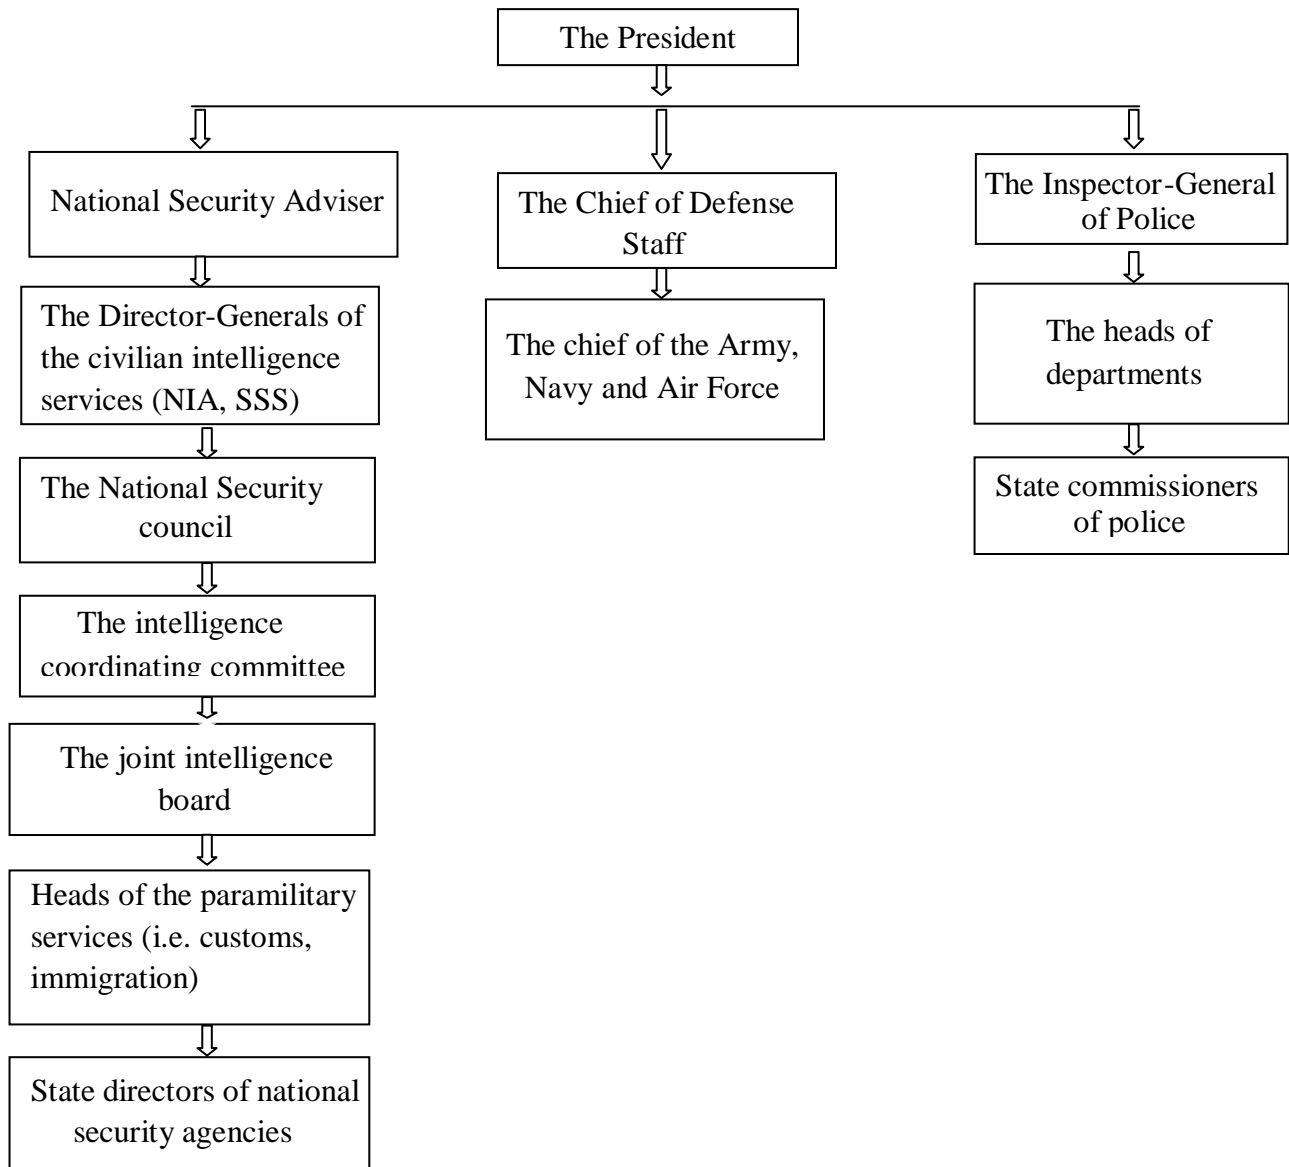 The President
National Security Adviser
The Director-Generals of
the civilian intelligence
services (NIA, SSS)
The National Security
council
The intelligence
coordinating committee
The joint intelligence
board
Heads of the paramilitary
services (i.e. customs,
immigration)
State directors of national
security agencies
The Chief of Defense
Staff
The chief of the Army,
Navy and Air Force
The Inspector-General
of Police
The heads of
departments
State commissioners
of police